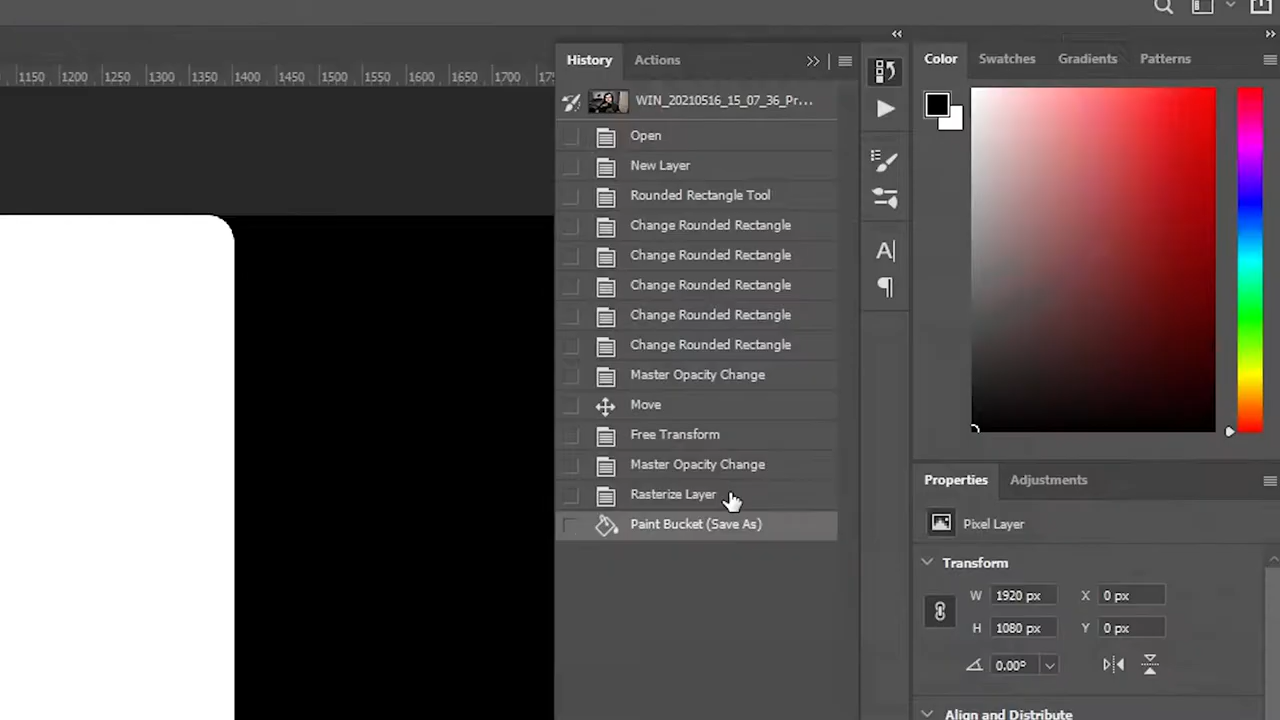 1150 1200 1250 1300 1350 1400 1450 1500 1550 1600 1650 1700
History Actions
WIN_20210516_15_07_36_Pr...
Open
New Layer
Rounded Rectangle Tool
Change Rounded Rectangle
Change Rounded Rectangle
Change Rounded Rectangle
Change Rounded Rectangle
Change Rounded Rectangle
Master Opacity Change
Move
Free Transform
Master Opacity Change
Rasterize Layer
Paint Bucket (Save As)
Color Swatches Gradients Patterns
Properties Adjustments
Pixel Layer
Transform
W 1920 px X 0 px
H 1080 px Y 0 px
0.00°
Align and Distribute